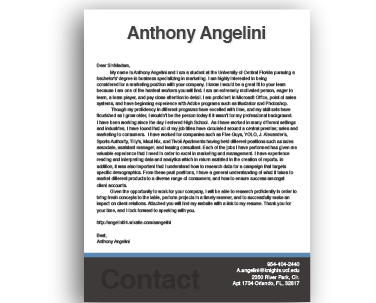 Anthony Angelini
Dear Sir/Madam,
My name is Anthony Angelini and I am a student at the University of Central Florida pursuing a
bachelors' degree in business specializing in marketing. I am highly interested in being
considered for a marketing position with your company. I know I would be a great fit to your team
because I am one of the hardest workers you will find. I am an extremely motivated person, eager to
learn, a team player, and pay close attention to detail. I am proficient in Microsoft Office, point of sales
systems, and have beginning experience with Adobe programs such as Illustrator and Photoshop.
Though my proficiency in different programs have excelled with time, and my skill sets have
flourished as I grow older, I wouldn't be the person today if it wasn't for my professional background.
I have been working since the day I entered High School. As I have worked in many different settings
and industries, I have found that all of my job titles have circulated around a central premise; sales and
marketing to consumers. I have worked for companies such as Five Guys, YOLO, J. Alexander's,
Sports Authority, Tilly's, Maui Nix, and Tivoli Apartments having held different positions such as sales
associate, assistant manager, and leasing consultant. Each of the jobs I have performed has given me
valuable experience that I need in order to excel in marketing and management. I have experience
reading and interpreting data and analytics which in return assisted in the creation of reports. In
addition, it was also important that I understand how to research data for a campaign that targets
specific demographics. From these past positions, I have a general understanding of what it takes to
market different products to a diverse range of consumers, and how to ensure success amongst
client accounts.
Given the opportunity to work for your company, I will be able to research proficiently in order to
bring fresh concepts to the table, perform projects in a timely manner, and to successfully make an
impact on client relations. Attached you will find my website with a link to my resume. Thank you for
your time, and I look forward to speaking with you.
Best,
Anthony Angelini
Contact
954-404-2440
A.angelini@knights.ucf.edu
2350 River Park, Cir.
Apt 1734 Orlando, FL, 32817